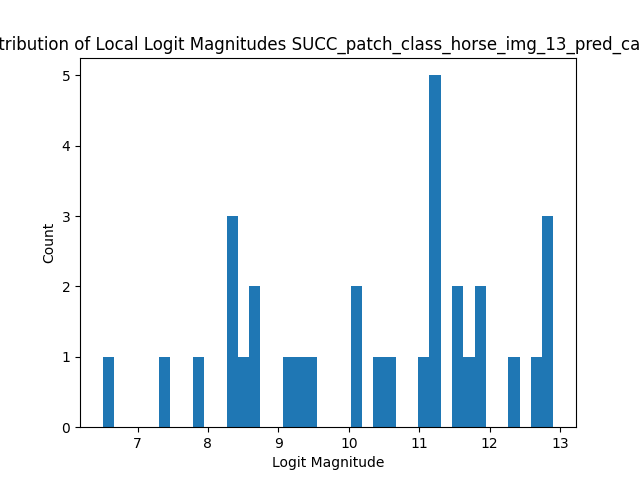 tribution of Local Logit Magnitudes SUCC_patch_class_horse_img_13_pred_ca
5
4
3
2
1
0
Count
7 8 9 10 11 12 13
Logit Magnitude